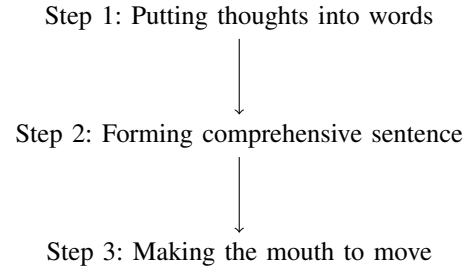 Step 1: Putting thoughts into words
Step 2: Forming comprehensive sentence
Step 3: Making the mouth to move